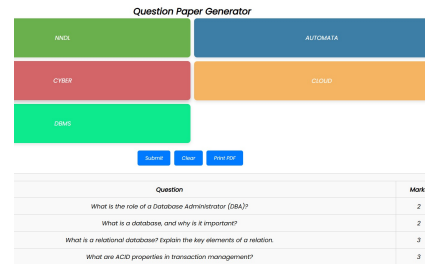 Question Paper Generator
NNDL
AUTOMATA
CYBER
CLOUD
DBMS
Submit Clear Print PDF
Question Mark
What is the role of a Database Administrator (DBA)? 2
What is a database, and why is it important? 2
What is a relational database? Explain the key elements of a relation. 3
What are ACID properties in transaction management? 3